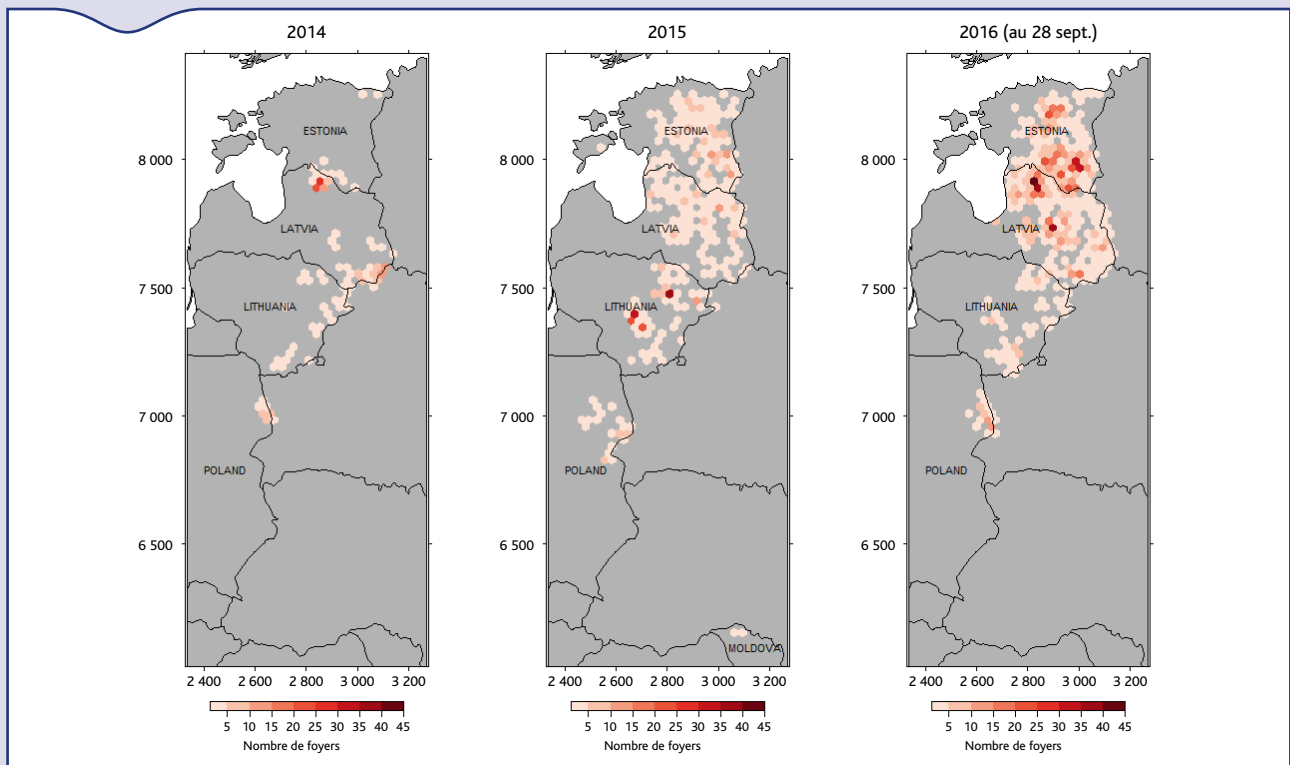 2014
2015
2016 (au 28 sept.)
ESTONIA
LATVIA
LITHUANIA
POLAND
8 000
7 500
7 000
6 500
2 400 2 600 2 800 3 000 3 200
5 10 15 20 25 30 35 40 45
Nombre de foyers
ESTONIA
LATVIA
LITHUANIA
POLAND
MOLDOVA
8 000
7 500
7 000
6 500
2 400 2 600 2 800 3 000 3 200
5 10 15 20 25 30 35 40 45
Nombre de foyers
ESTONIA
LATVIA
LITHUANIA
POLAND
8 000
7 500
7 000
6 500
2 400 2 600 2 800 3 000 3 200
5 10 15 20 25 30 35 40 45
Nombre de foyers